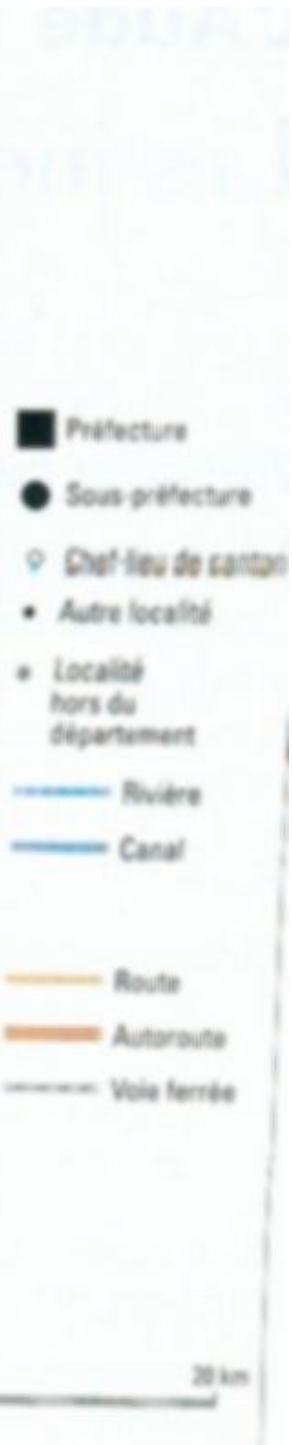 Préfecture
Sous-préfecture
Chef-lieu de canton
Autre localité
Localité
hors du
département
Rivière
Canal
Route
Autoroute
Voie ferrée
20 km